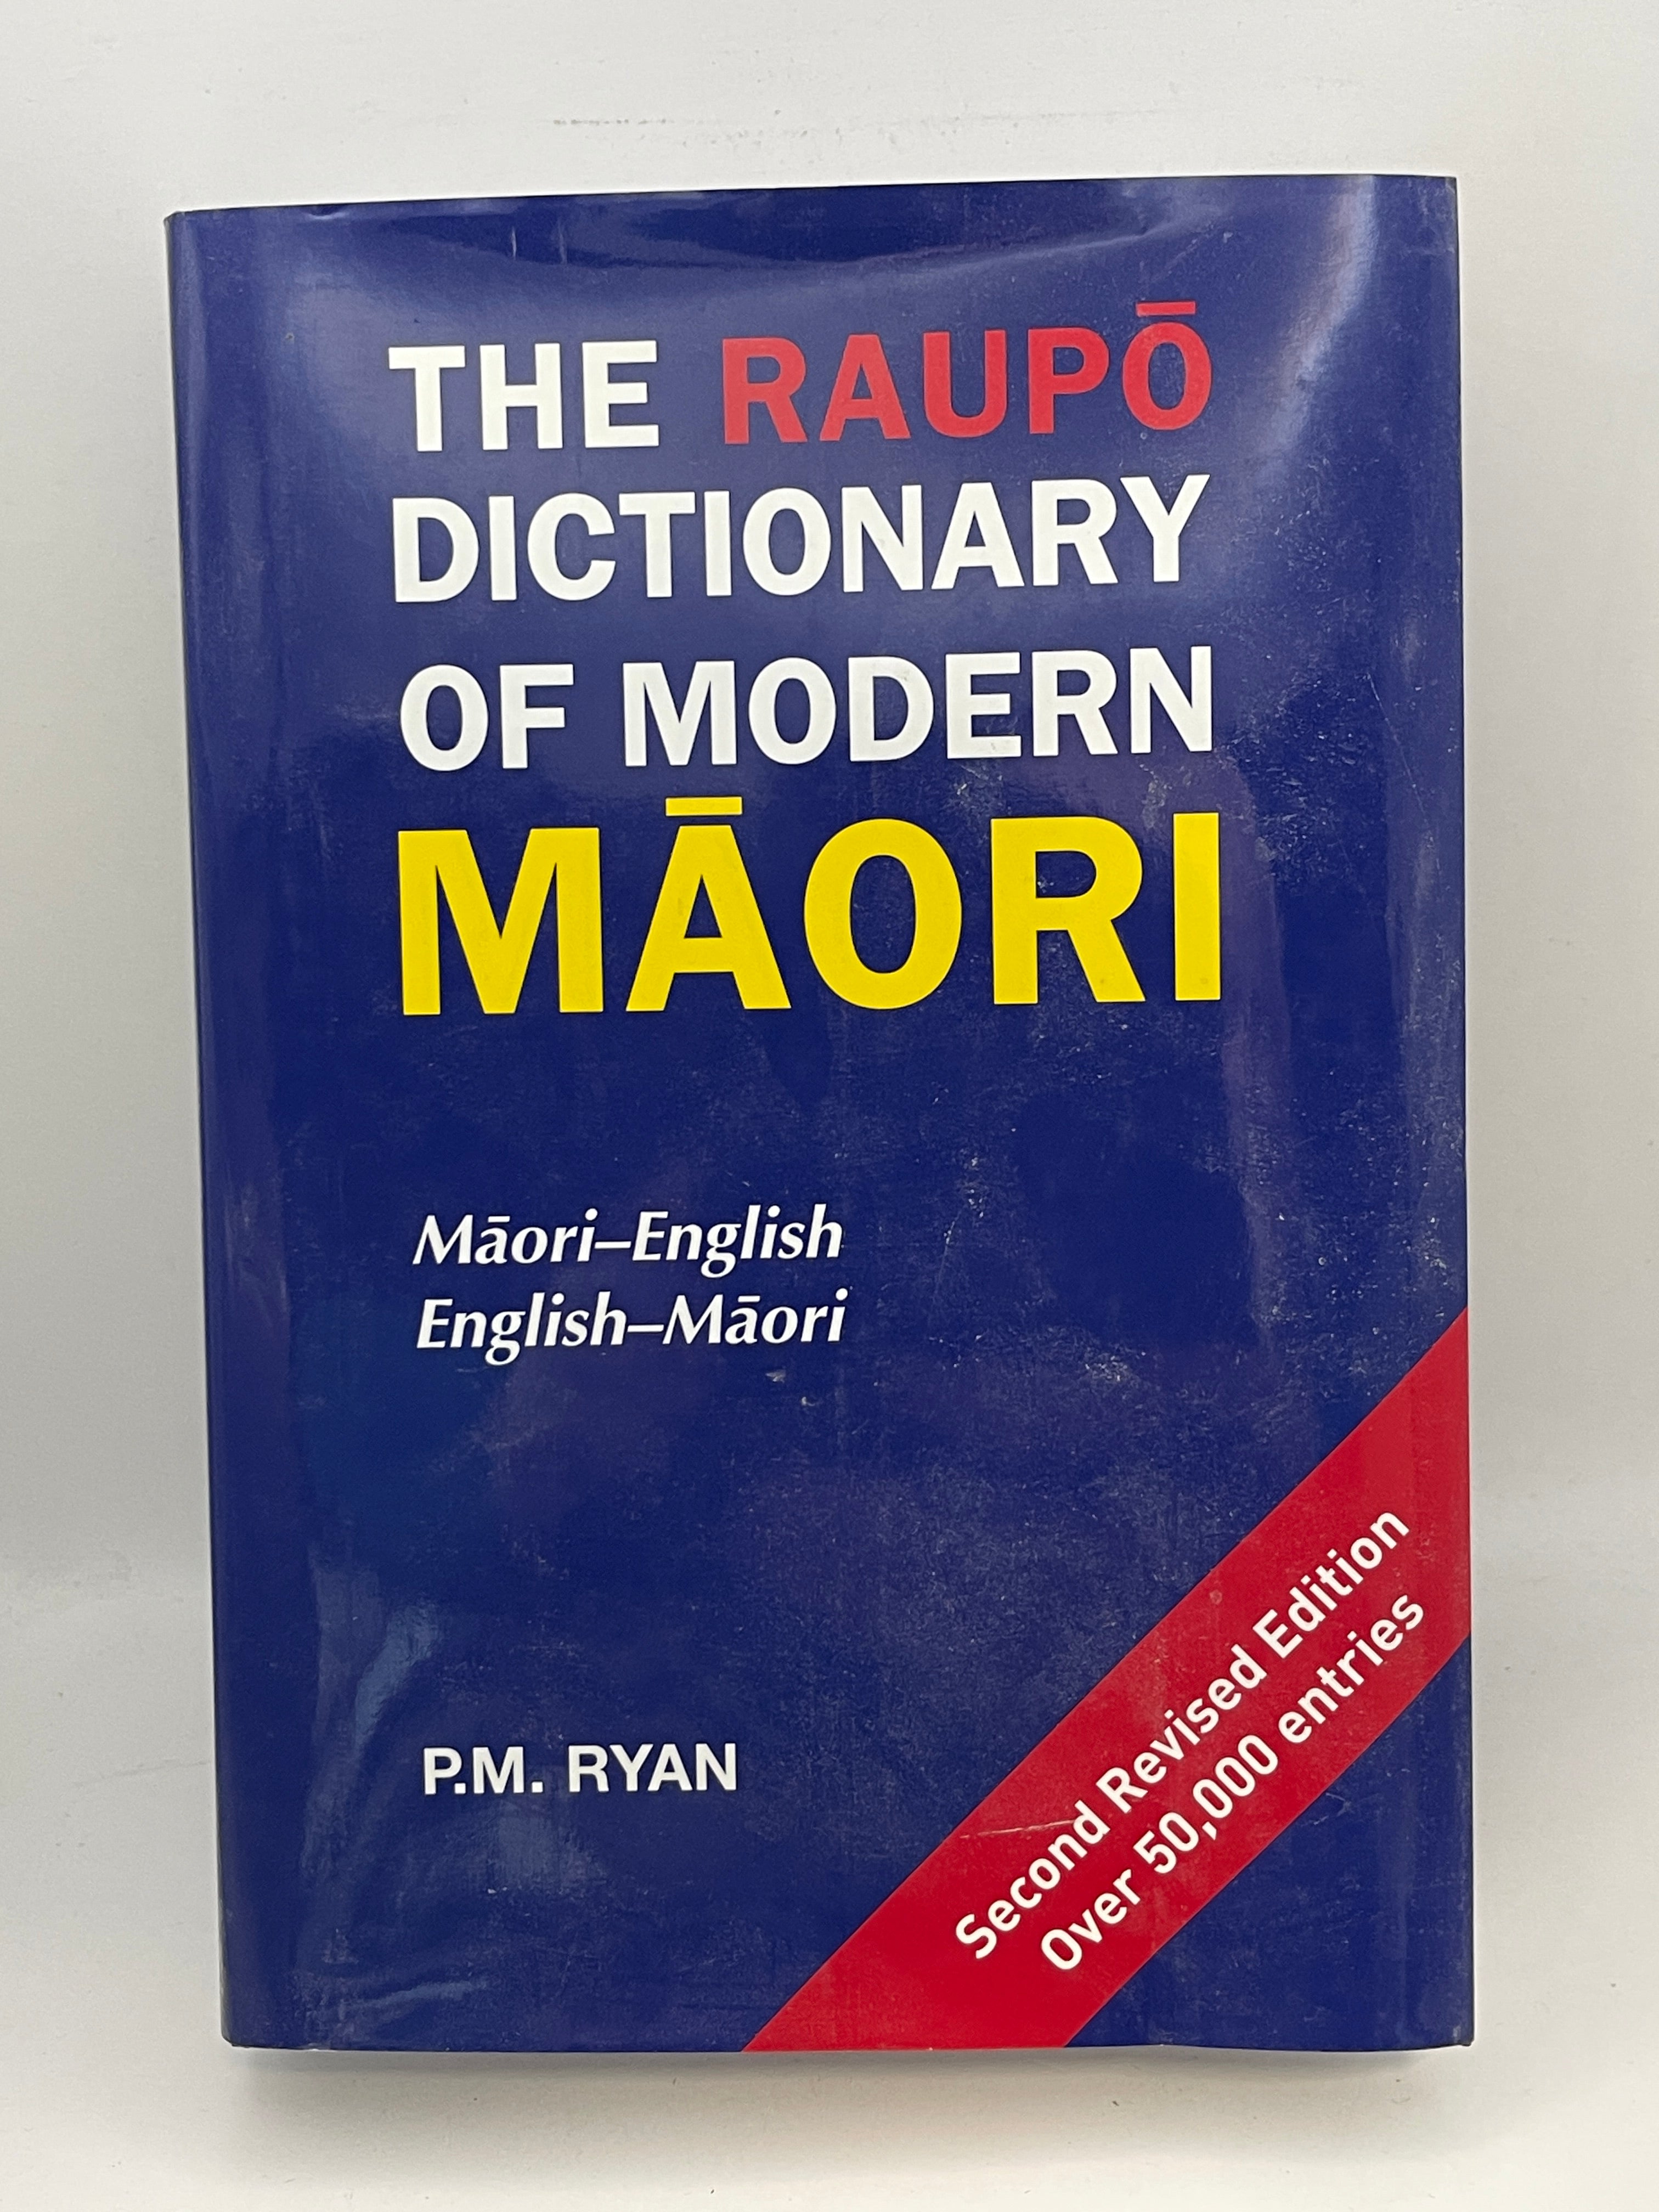 THE RAUPŌ
DICTIONARY
OF MODERN
MĀORI
Māori–English
English–Māori
P.M. RYAN
Second Revised Edition
Over 50,000 entries